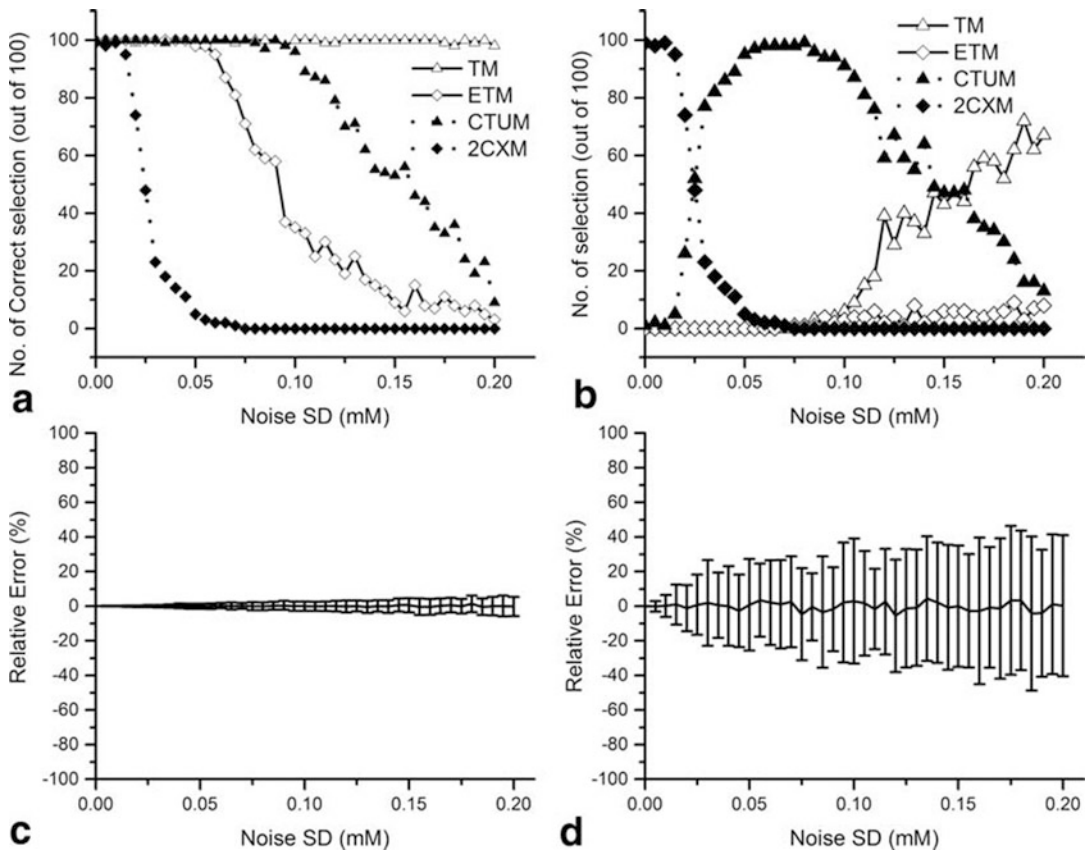 No. of Correct selection (out of 100)
100
80
60
40
20
0
TM
ETM
CTUM
2CXM
0.00 0.05 0.10 0.15 0.20
Noise SD (mM)
a
No. of selection (out of 100)
100
80
60
40
20
0
TM
ETM
CTUM
2CXM
0.00 0.05 0.10 0.15 0.20
Noise SD (mM)
b
Relative Error (%)
100
80
60
40
20
0
-20
-40
-60
-80
-100
0.00 0.05 0.10 0.15 0.20
Noise SD (mM)
c
Relative Error (%)
100
80
60
40
20
0
-20
-40
-60
-80
-100
0.00 0.05 0.10 0.15 0.20
Noise SD (mM)
d